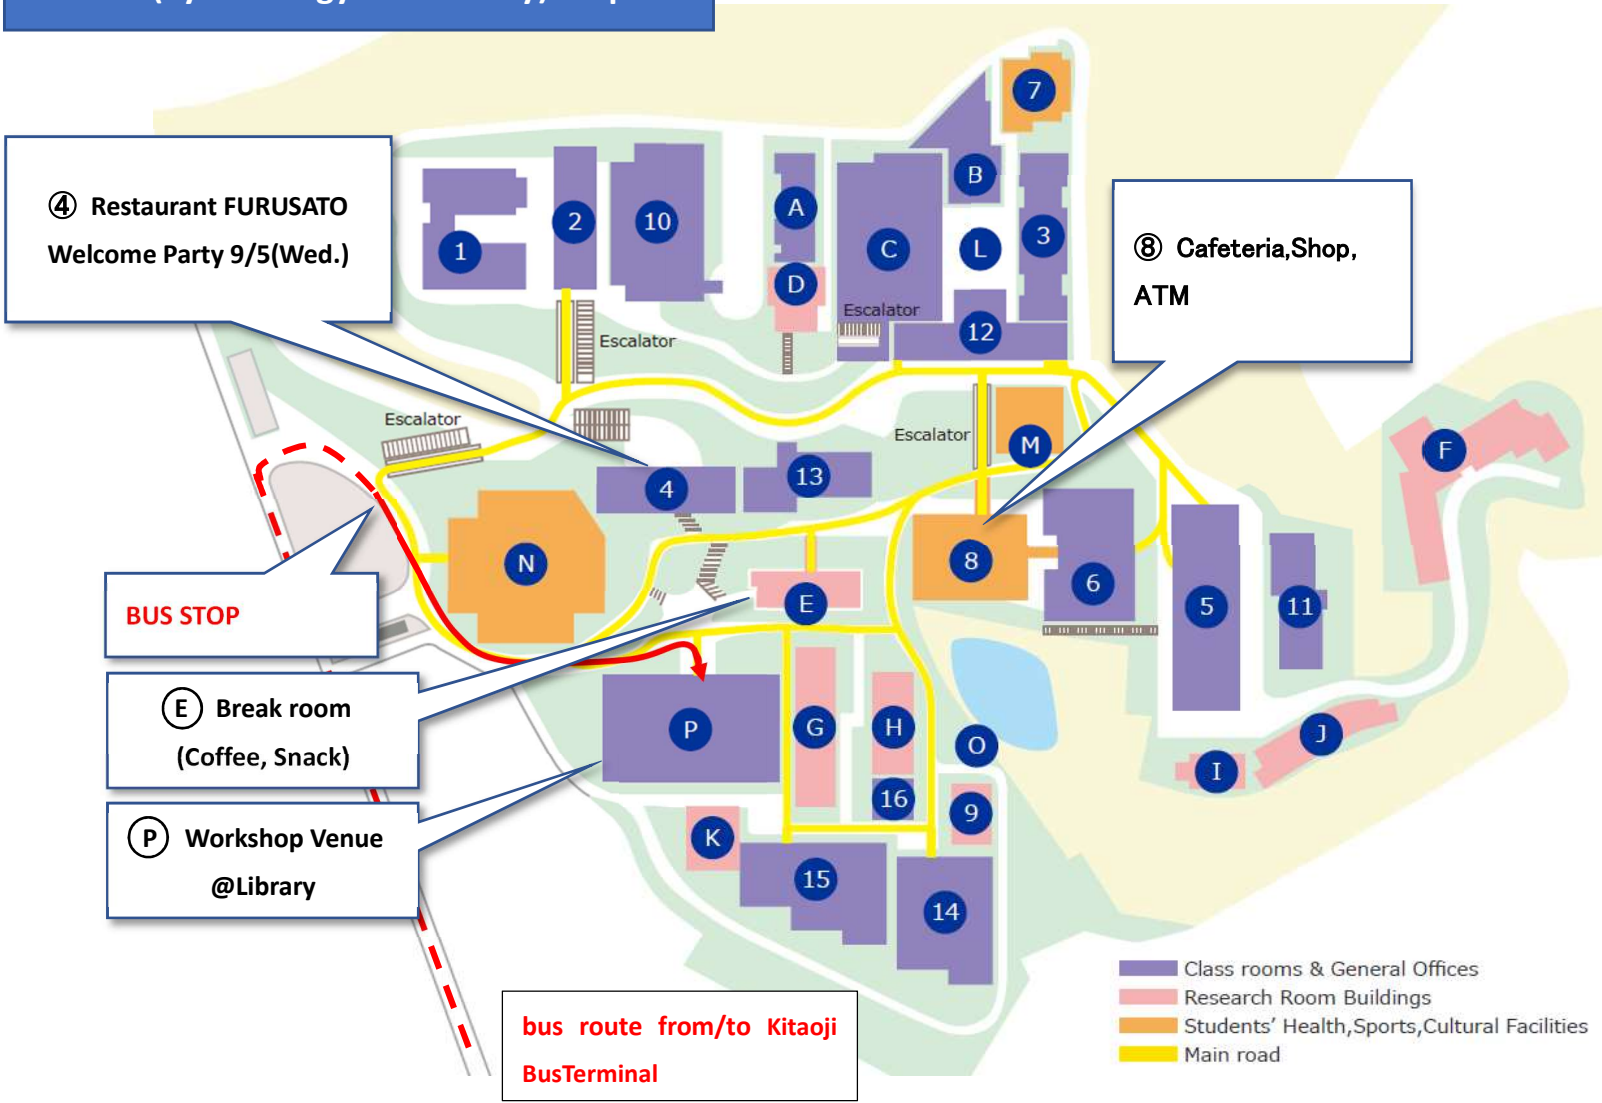 ④ Restaurant FURUSATO
Welcome Party 9/5(Wed.)
⑧ Cafeteria,Shop,
ATM
BUS STOP
Ⓔ Break room
(Coffee, Snack)
Ⓟ Workshop Venue
@Library
bus route from/to Kitaoji
BusTerminal
Escalator
Escalator
Escalator
Escalator
7
B
A
2
10
1
C
L
3
D
12
M
F
4
13
N
8
6
E
5
11
P
G
H
O
J
I
16
9
K
15
14
Class rooms & General Offices
Research Room Buildings
Students' Health,Sports,Cultural Facilities
Main road